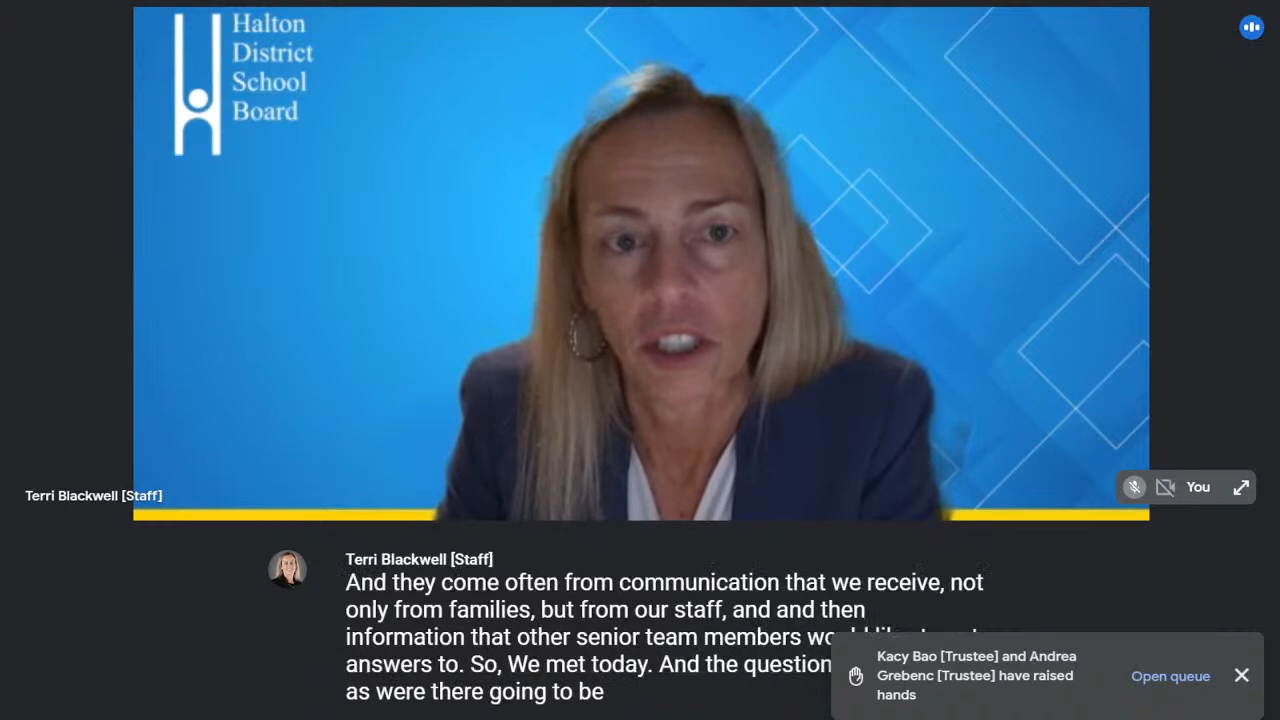 Halton
District
School
Board
Terri Blackwell [Staff]
You
Terri Blackwell [Staff]
And they come often from communication that we receive, not
only from families, but from our staff, and and then
information that other senior team members would like
answers to. So, We met today. And the question
as were there going to be
Kacy Bao [Trustee] and Andrea
Grebenc [Trustee] have raised
hands
Open queue